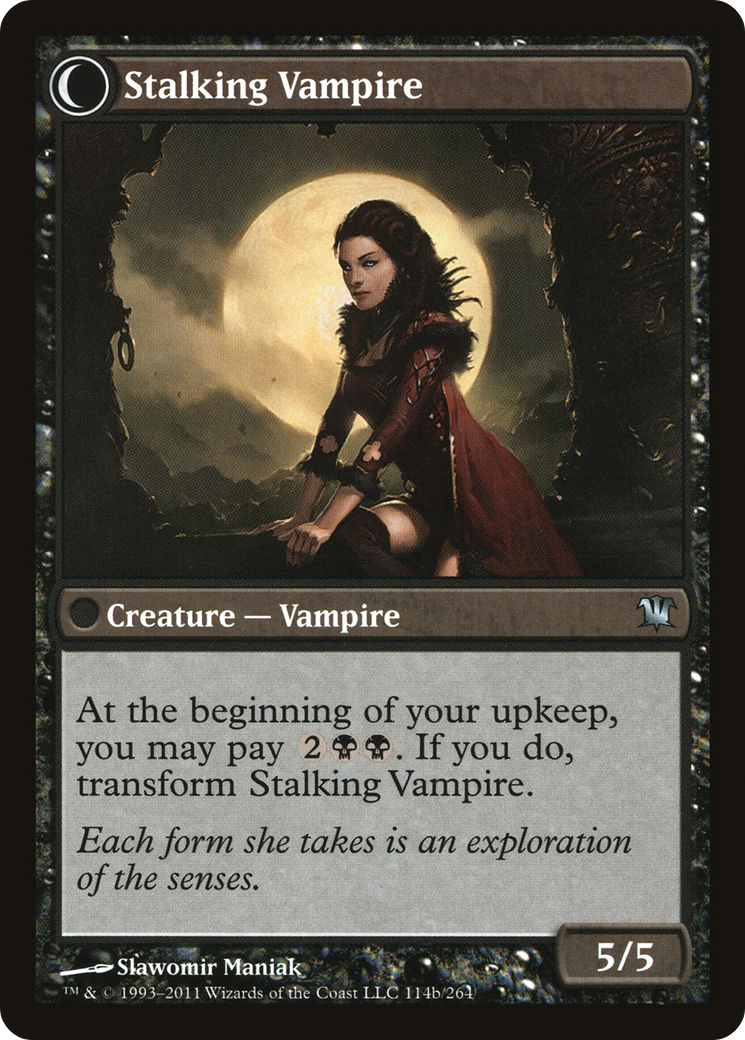 Stalking Vampire
Creature — Vampire
At the beginning of your upkeep,
you may pay 2. If you do,
transform Stalking Vampire.
Each form she takes is an exploration
of the senses.
5/5
Slawomir Maniak
™ & © 1993–2011 Wizards of the Coast LLC 114b/264